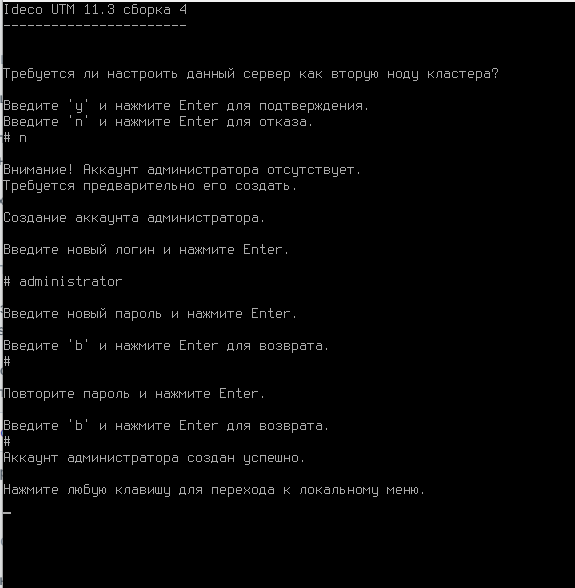 Ideco UTM 11.3 сборка 4
-----------------------
Требуется ли настроить данный сервер как вторую ноду кластера?
Введите 'y' и нажмите Enter для подтверждения.
Введите 'n' и нажмите Enter для отказа.
# n
Внимание! Аккаунт администратора отсутствует.
Требуется предварительно его создать.
Создание аккаунта администратора.
Введите новый логин и нажмите Enter.
# administrator
Введите новый пароль и нажмите Enter.
Введите 'b' и нажмите Enter для возврата.
#
Повторите пароль и нажмите Enter.
Введите 'b' и нажмите Enter для возврата.
#
Аккаунт администратора создан успешно.
Нажмите любую клавишу для перехода к локальному меню.